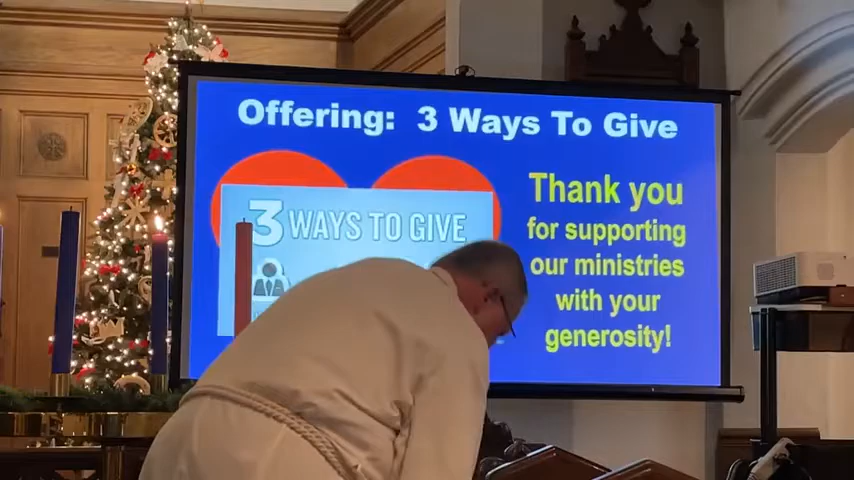 Offering: 3 Ways To Give
3 WAYS TO GIVE
Thank you
for supporting
our ministries
with your
generosity!